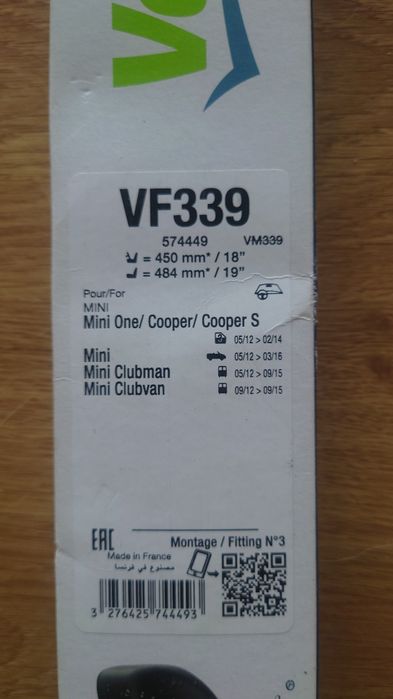 Va
VF339
574449 VM339
= 450 mm* / 18"
= 484 mm* / 19"
Pour/For
MINI
Mini One/ Cooper/ Cooper S
05/12 > 02/14
Mini 05/12 > 03/16
Mini Clubman 05/12 > 09/15
Mini Clubvan 09/12 > 09/15
EAC
Montage / Fitting N°3
Made in France
مصنوع في فرنسا
3 276425 744493